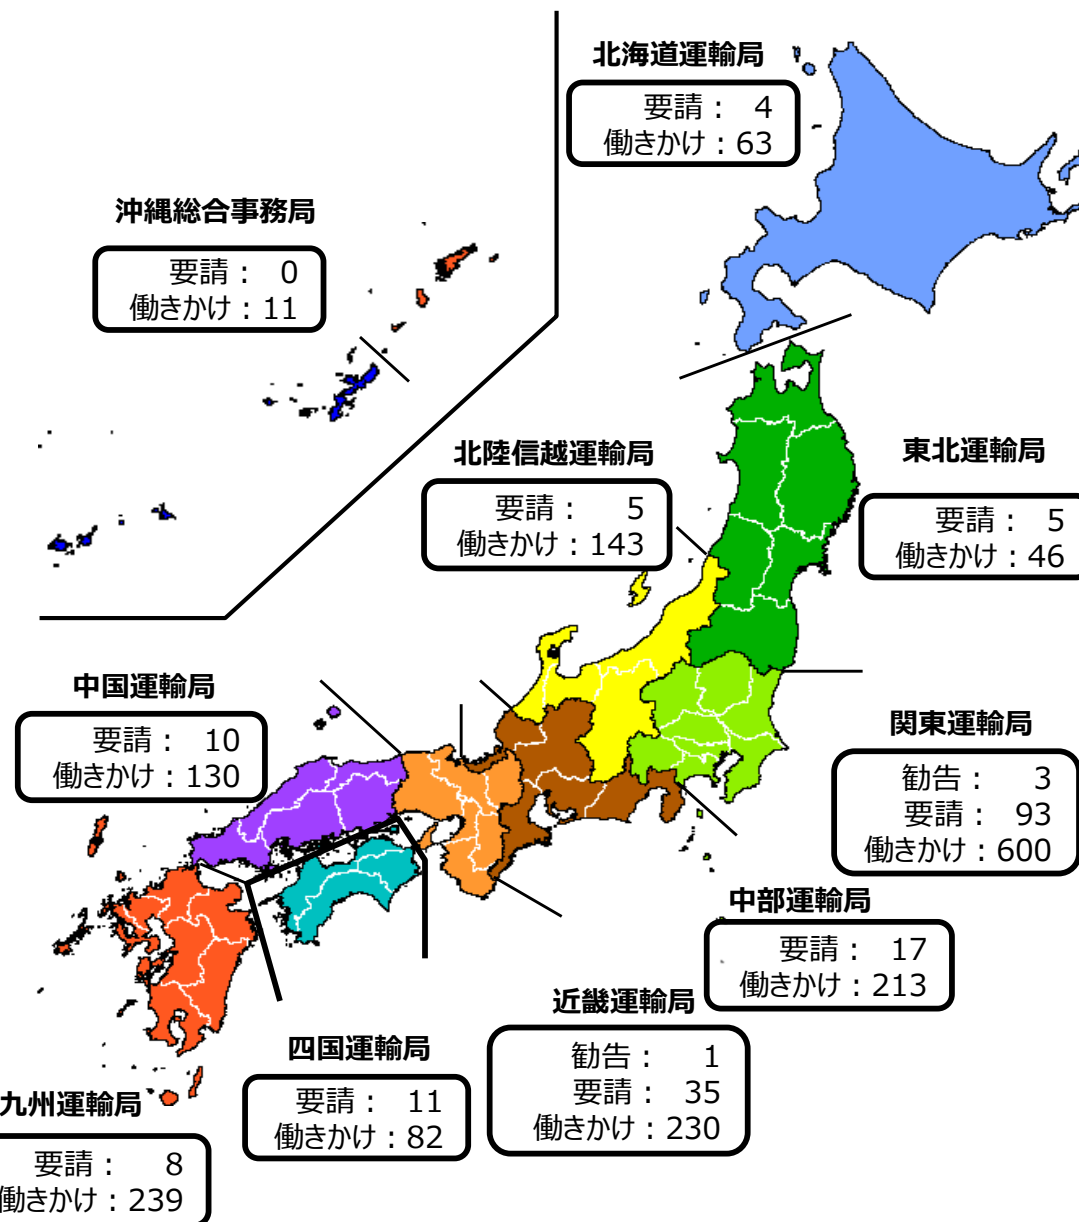 北海道運輸局
要請： 4
働きかけ：63
沖縄総合事務局
要請： 0
働きかけ：11
北陸信越運輸局
要請： 5
働きかけ：143
東北運輸局
要請： 5
働きかけ：46
中国運輸局
要請： 10
働きかけ：130
関東運輸局
勧告： 3
要請： 93
働きかけ：600
中部運輸局
要請： 17
働きかけ：213
近畿運輸局
勧告： 1
要請： 35
働きかけ：230
四国運輸局
要請： 11
働きかけ：82
九州運輸局
要請： 8
働きかけ：239